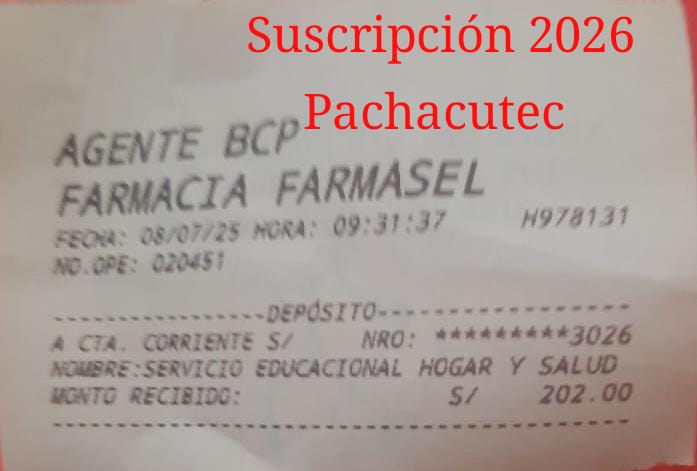 Suscripción 2026
Pachacutec
AGENTE BCP
FARMACIA FARMASEL
FECHA: 08/07/25 HORA: 09:31:37 H978131
NO.OPE: 020451
-----------------DEPÓSITO--------------------
A CTA. CORRIENTE S/ NRO: *********3026
NOMBRE:SERVICIO EDUCACIONAL HOGAR Y SALUD
MONTO RECIBIDO: S/ 202.00
----------------------------------------------